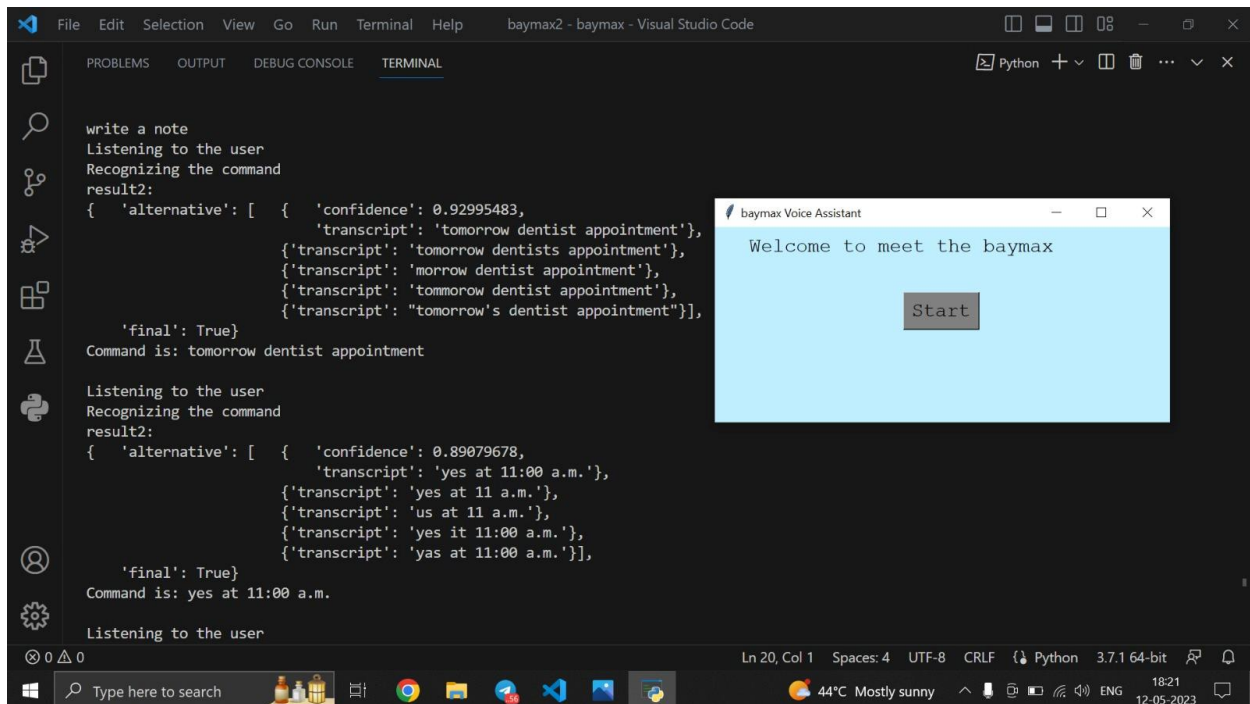 File Edit Selection View Go Run Terminal Help baymax2 - baymax - Visual Studio Code
PROBLEMS OUTPUT DEBUG CONSOLE TERMINAL
Python
write a note
Listening to the user
Recognizing the command
result2:
{   'alternative': [   {   'confidence': 0.92995483,
'transcript': 'tomorrow dentist appointment'},
{'transcript': 'tomorrow dentists appointment'},
{'transcript': 'morrow dentist appointment'},
{'transcript': 'tommorow dentist appointment'},
{'transcript': "tomorrow's dentist appointment"}],
'final': True}
Command is: tomorrow dentist appointment
Listening to the user
Recognizing the command
result2:
{   'alternative': [   {   'confidence': 0.89079678,
'transcript': 'yes at 11:00 a.m.'},
{'transcript': 'yes at 11 a.m.'},
{'transcript': 'us at 11 a.m.'},
{'transcript': 'yes it 11:00 a.m.'},
{'transcript': 'yas at 11:00 a.m.'}],
'final': True}
Command is: yes at 11:00 a.m.
Listening to the user
baymax Voice Assistant
Welcome to meet the baymax
Start
0 0 Ln 20, Col 1 Spaces: 4 UTF-8 CRLF Python 3.7.1 64-bit
Type here to search .56 44°C Mostly sunny ENG 18:21
12-05-2023